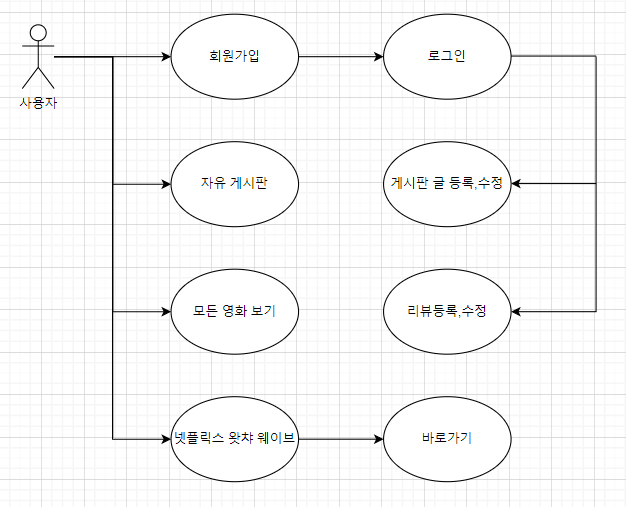 회원가입
로그인
사용자
자유 게시판
게시판 글 등록,수정
모든 영화 보기
리뷰등록,수정
넷플릭스 왓챠 웨이브
바로가기